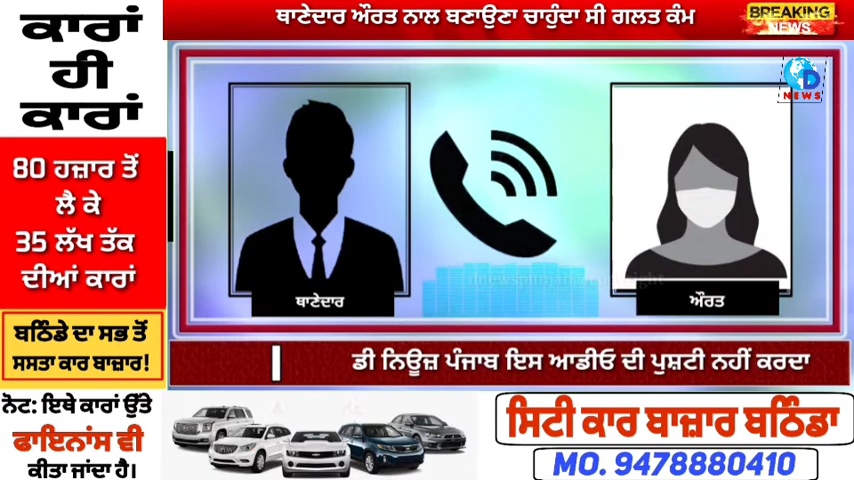 ਕਾਰਾਂ
ਹੀ
ਕਾਰਾਂ
80 ਹਜ਼ਾਰ ਤੋਂ
ਲੈ ਕੇ
35 ਲੱਖ ਤੱਕ
ਦੀਆਂ ਕਾਰਾਂ
ਬਠਿੰਡੇ ਦਾ ਸਭ ਤੋਂ
ਸਸਤਾ ਕਾਰ ਬਾਜ਼ਾਰ!
ਨੋਟ: ਇਥੇ ਕਾਰਾਂ ਉੱਤੇ
ਫਾਇਨਾਂਸ ਵੀ
ਕੀਤਾ ਜਾਂਦਾ ਹੈ।
ਥਾਣੇਦਾਰ ਔਰਤ ਨਾਲ ਬਣਾਉਣਾ ਚਾਹੁੰਦਾ ਸੀ ਗਲਤ ਕੰਮ
BREAKING
NEWS
D
NEWS
ਥਾਣੇਦਾਰ
ਔਰਤ
ਡੀ ਨਿਊਜ਼ ਪੰਜਾਬ ਇਸ ਆਡੀਓ ਦੀ ਪੁਸ਼ਟੀ ਨਹੀਂ ਕਰਦਾ
ਸਿਟੀ ਕਾਰ ਬਾਜ਼ਾਰ ਬਠਿੰਡਾ
MO. 9478880410